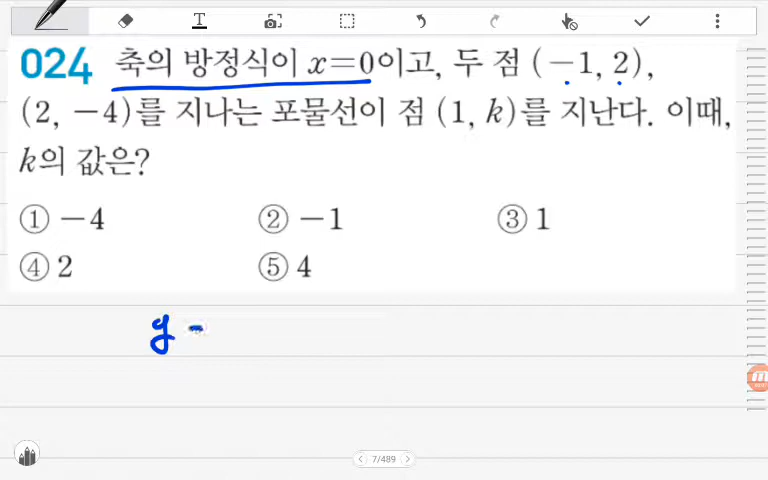 T
024 축의 방정식이 x=0이고, 두 점 (-1, 2),
(2, -4)를 지나는 포물선이 점 (1, k)를 지난다. 이때,
k의 값은?
① -4 ② -1 ③ 1
④ 2 ⑤ 4
y -
7/489